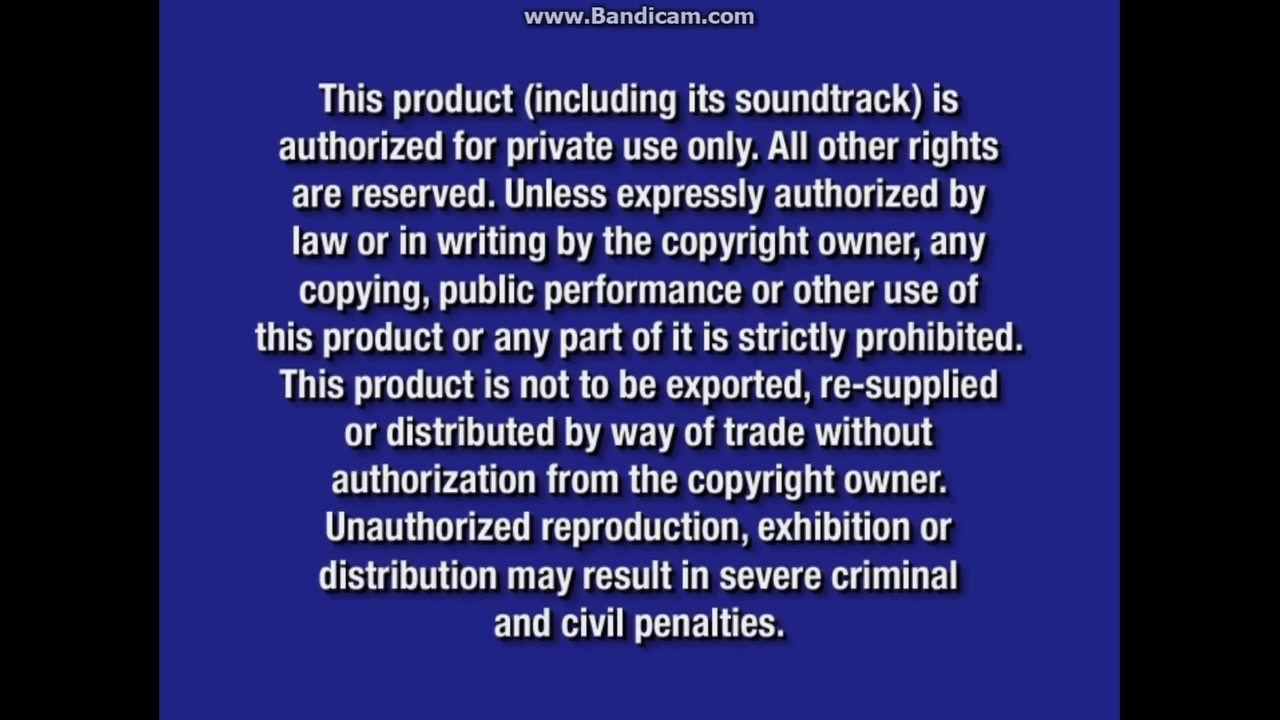 www.Bandicam.com
This product (including its soundtrack) is
authorized for private use only. All other rights
are reserved. Unless expressly authorized by
law or in writing by the copyright owner, any
copying, public performance or other use of
this product or any part of it is strictly prohibited.
This product is not to be exported, re-supplied
or distributed by way of trade without
authorization from the copyright owner.
Unauthorized reproduction, exhibition or
distribution may result in severe criminal
and civil penalties.